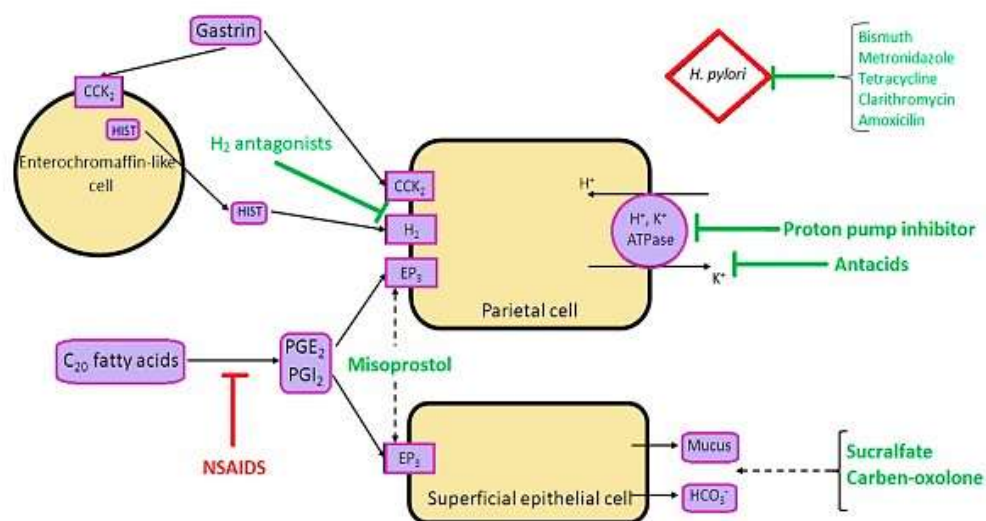 Gastrin
CCK₂
HIST
Enterochromaffin-like
cell
HIST
H₂ antagonists
CCK₂
H₂
EP₃
H⁺
H⁺, K⁺
ATPase
K⁺
Parietal cell
H. pylori
Bismuth
Metronidazole
Tetracycline
Clarithromycin
Amoxicilin
Proton pump inhibitor
Antacids
C₂₀ fatty acids
PGE₂
PGI₂
Misoprostol
NSAIDS
EP₃
Superficial epithelial cell
Mucus
HCO₃⁻
Sucralfate
Carben-oxolone